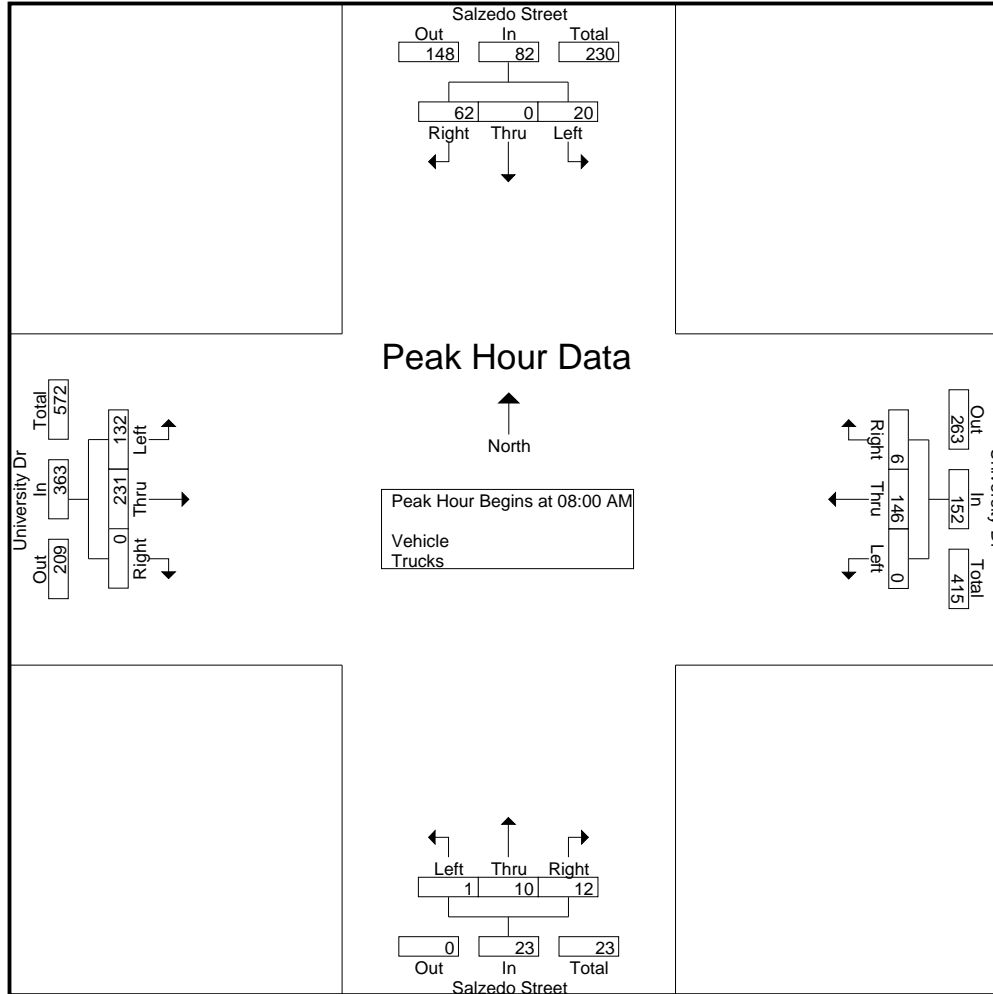 Salzedo Street
Out In Total
148 82 230
62 0 20
Right Thru Left
Peak Hour Data
North
Peak Hour Begins at 08:00 AM
Vehicle
Trucks
University Dr
Total In Out
572 363 209
132 231 0
Left Thru Right
Out In Total
263 152 415
6 146 0
Right Thru Left
Left Thru Right
1 10 12
0 23 23
Out In Total
Salzedo Street